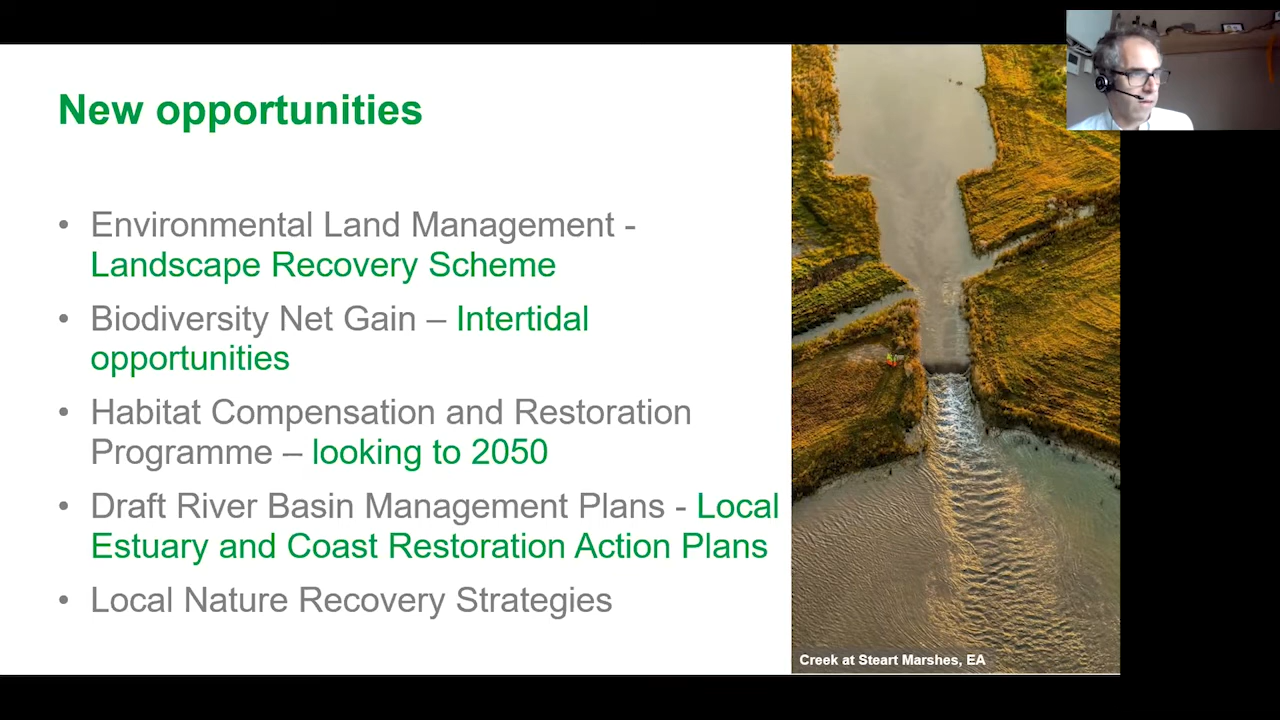 New opportunities
• Environmental Land Management -
Landscape Recovery Scheme
• Biodiversity Net Gain – Intertidal
opportunities
• Habitat Compensation and Restoration
Programme – looking to 2050
• Draft River Basin Management Plans - Local
Estuary and Coast Restoration Action Plans
• Local Nature Recovery Strategies
Creek at Steart Marshes, EA